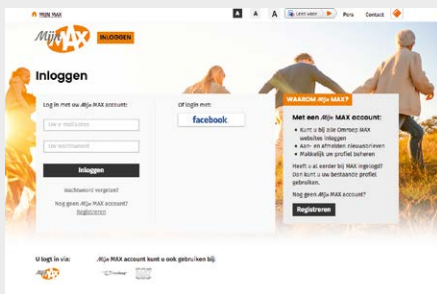 MIJN MAX
A A A Lees voor Pers Contact
Mijn MAX INLOGGEN
Inloggen
Log in met uw Mijn MAX account:
Uw e-mailadres
Uw wachtwoord
Inloggen
Wachtwoord vergeten?
Nog geen MAX account?
Registreren
Of login met:
facebook
WAAROM Mijn MAX?
Met een Mijn MAX account:
• Kunt u bij alle Omroep MAX
websites inloggen
• Aan- en afmelden nieuwsbrieven
• Makkelijk uw profiel beheren
Heeft u al eerder bij MAX ingelogd?
Dan kunt u uw bestaande profiel
gebruiken.
Nog geen MAX account?
Registreren
U logt in via:
Mijn MAX account kunt u ook gebruiken bij: